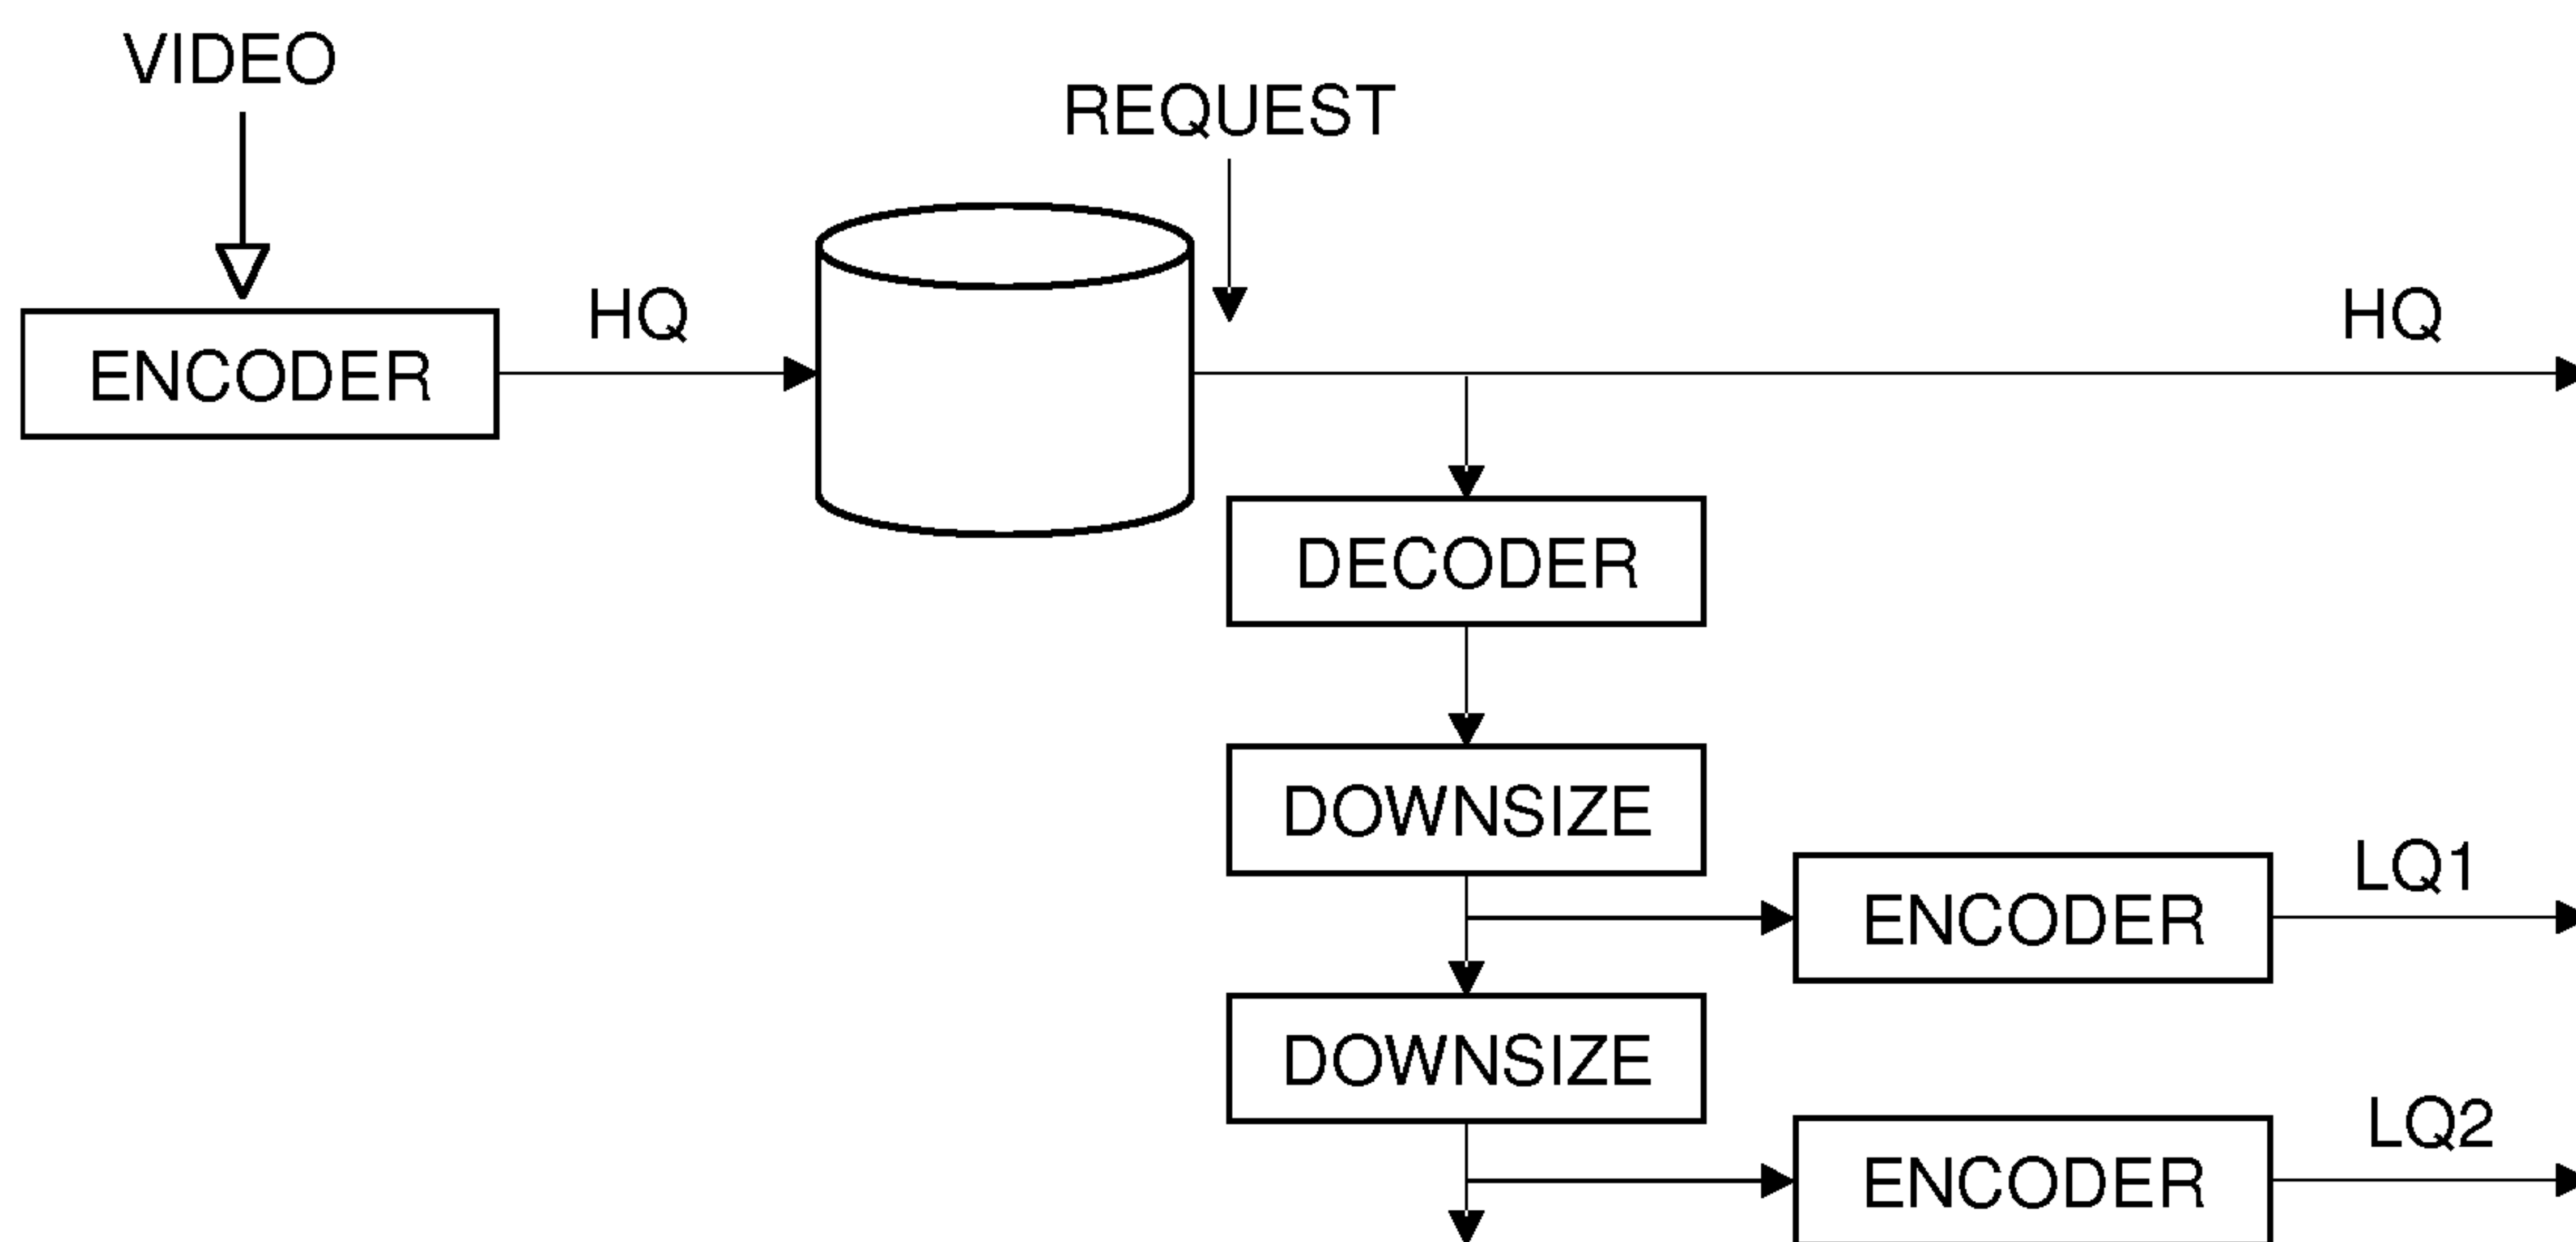 VIDEO
REQUEST
HQ
HQ
ENCODER
DECODER
DOWNSIZE
LQ1
ENCODER
DOWNSIZE
LQ2
ENCODER